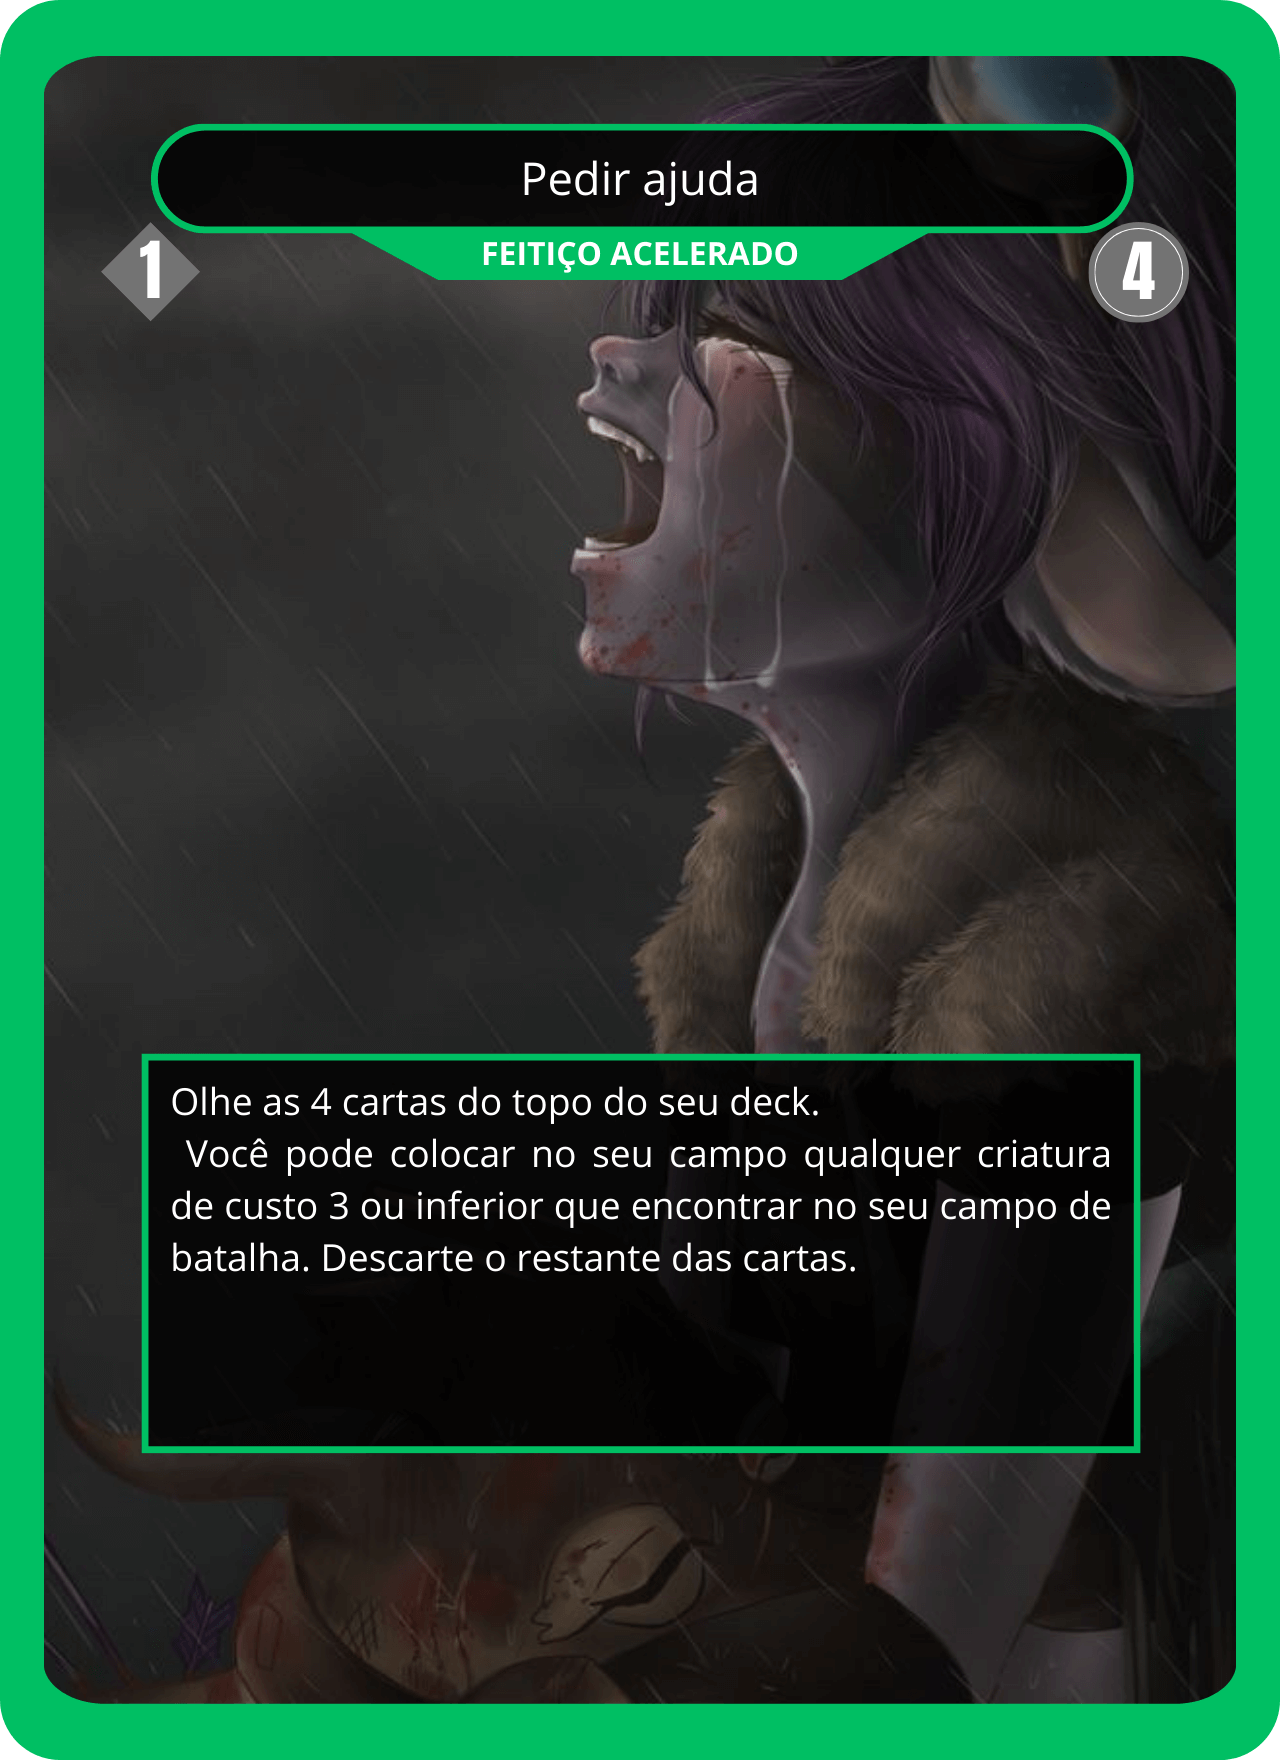 Pedir ajuda
FEITIÇO ACELERADO
1
4
Olhe as 4 cartas do topo do seu deck.
Você pode colocar no seu campo qualquer criatura
de custo 3 ou inferior que encontrar no seu campo de
batalha. Descarte o restante das cartas.